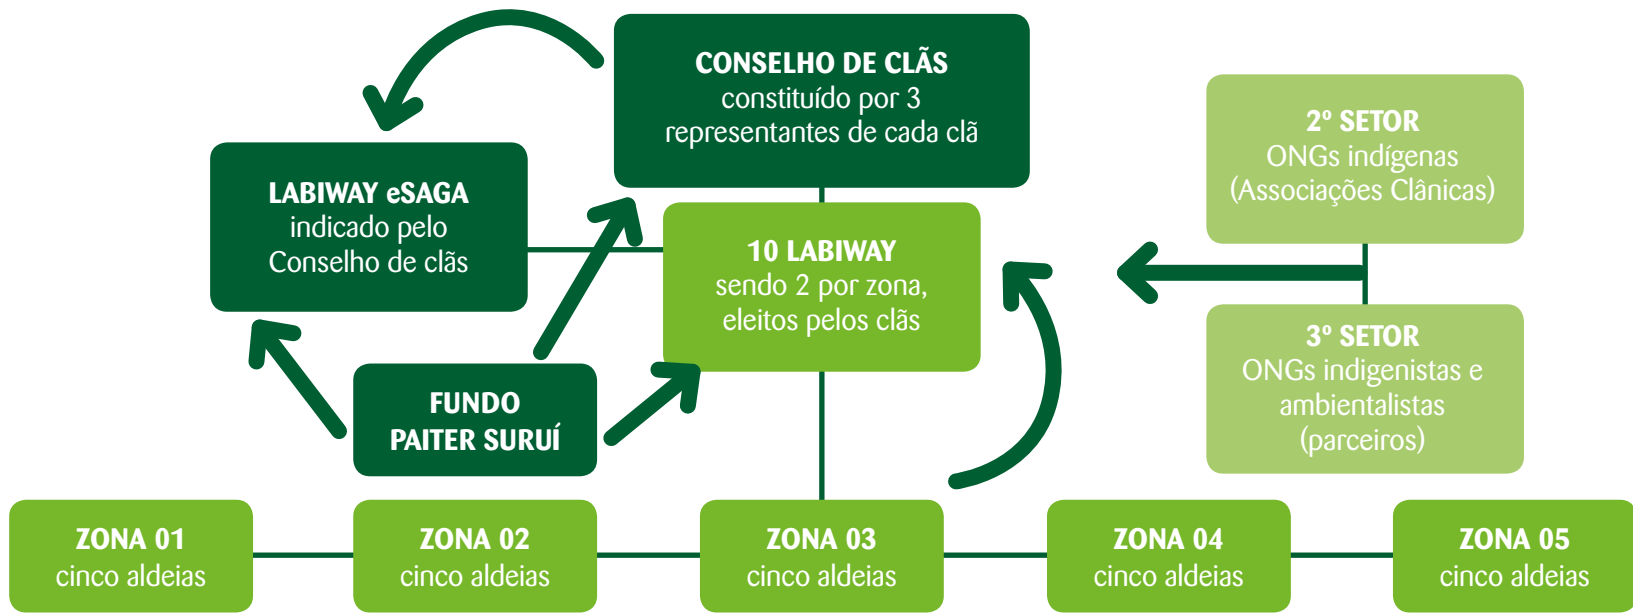 CONSELHO DE CLÃS
constituído por 3
representantes de cada clã
2º SETOR
ONGs indígenas
(Associações Clânicas)
LABIWAY eSAGA
indicado pelo
Conselho de clãs
10 LABIWAY
sendo 2 por zona,
eleitos pelos clãs
3º SETOR
ONGs indigenistas e
ambientalistas
(parceiros)
FUNDO
PAITER SURUÍ
ZONA 01
cinco aldeias
ZONA 02
cinco aldeias
ZONA 03
cinco aldeias
ZONA 04
cinco aldeias
ZONA 05
cinco aldeias